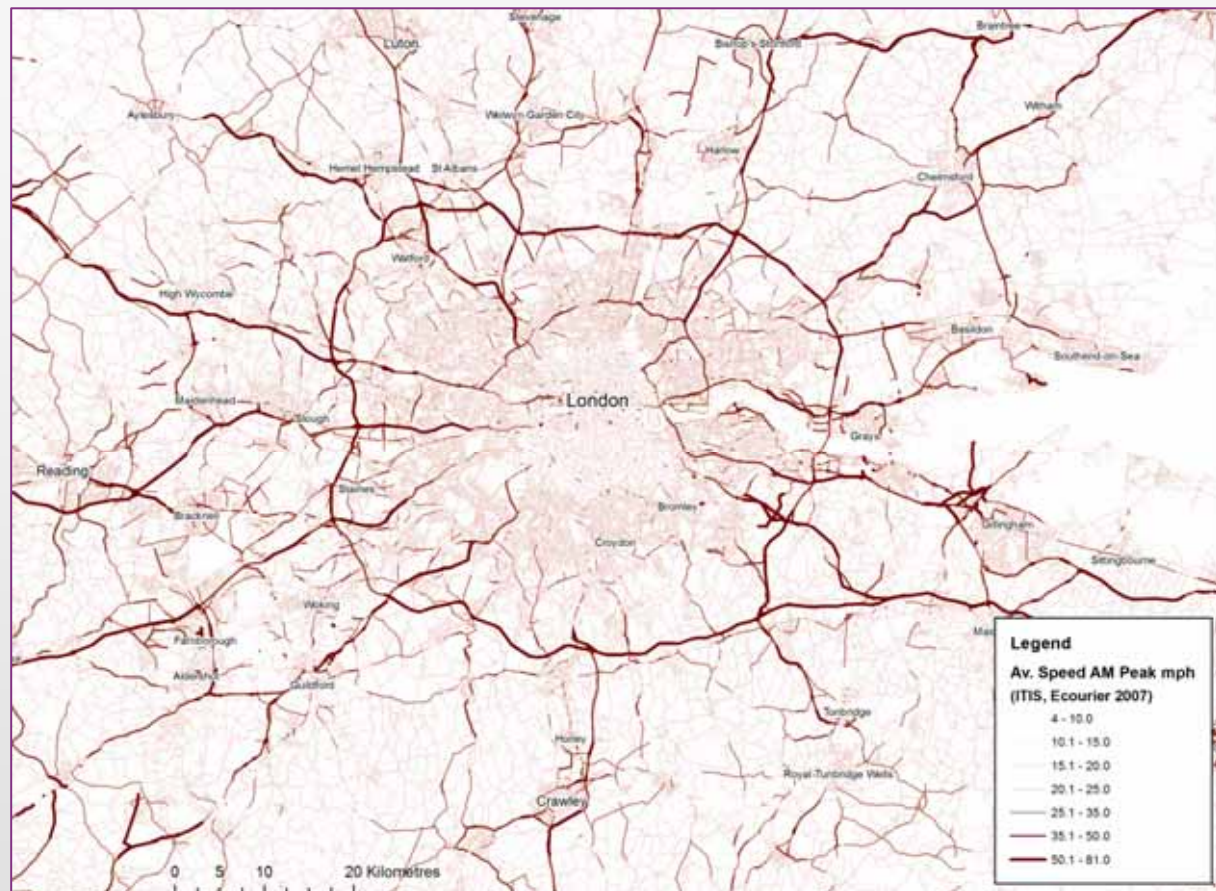 Stevenage
Luton
Braintree
Bishop's Stortford
Witham
Aylesbury
Welwyn Garden City
Harlow
Hemel Hempstead
St Albans
Chelmsford
Watford
High Wycombe
Basildon
Southend-on-Sea
London
Maidenhead
Slough
Grays
Reading
Staines
Bromley
Bracknell
Gillingham
Croydon
Sittingbourne
Woking
Farnborough
Aldershot
Guildford
Tonbridge
Horley
Royal Tunbridge Wells
Crawley
0 5 10 20 Kilometres
Legend
Av. Speed AM Peak mph
(ITIS, Ecourier 2007)
4 - 10.0
10.1 - 15.0
15.1 - 20.0
20.1 - 25.0
25.1 - 35.0
35.1 - 50.0
50.1 - 81.0